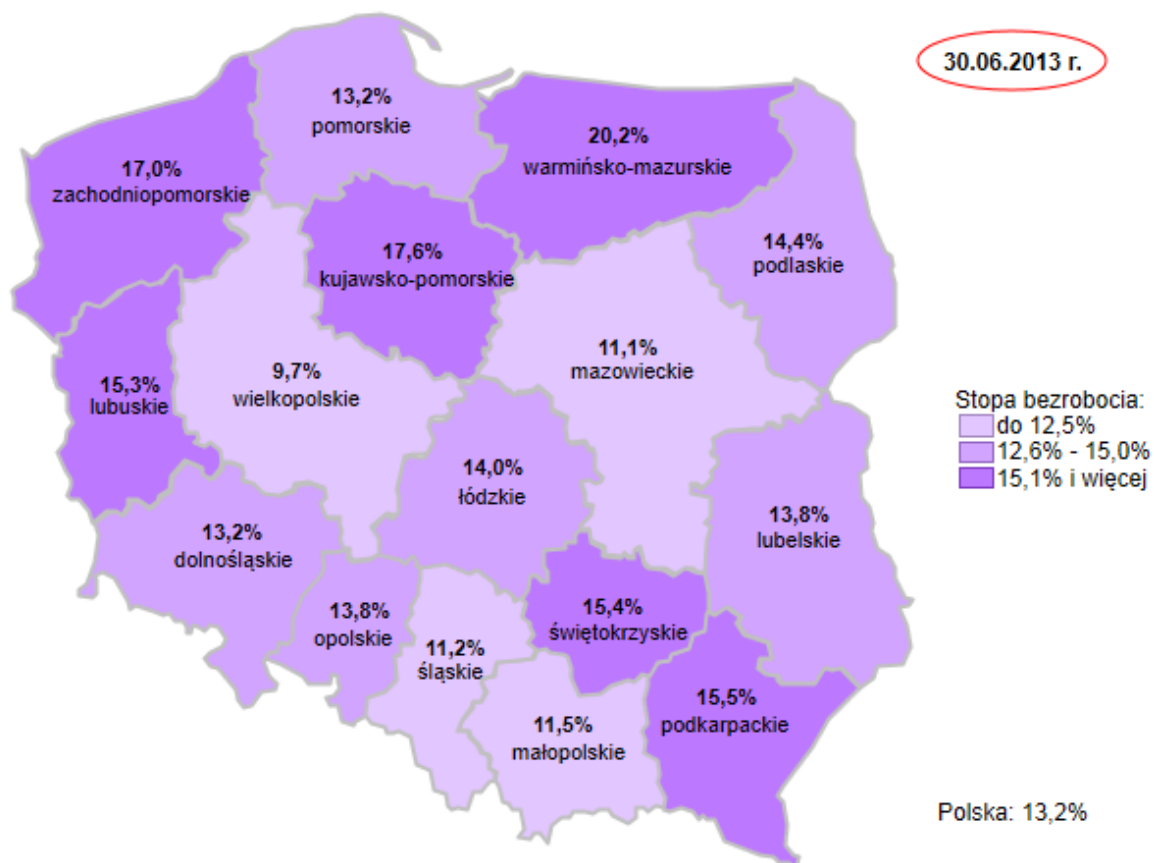 30.06.2013 r.
13,2%
pomorskie
20,2%
warmińsko-mazurskie
17,0%
zachodniopomorskie
14,4%
podlaskie
17,6%
kujawsko-pomorskie
11,1%
mazowieckie
9,7%
wielkopolskie
15,3%
lubuskie
Stopa bezrobocia:
do 12,5%
12,6% - 15,0%
15,1% i więcej
14,0%
łódzkie
13,2%
dolnośląskie
13,8%
lubelskie
13,8%
opolskie
15,4%
świętokrzyskie
11,2%
śląskie
15,5%
podkarpackie
11,5%
małopolskie
Polska: 13,2%